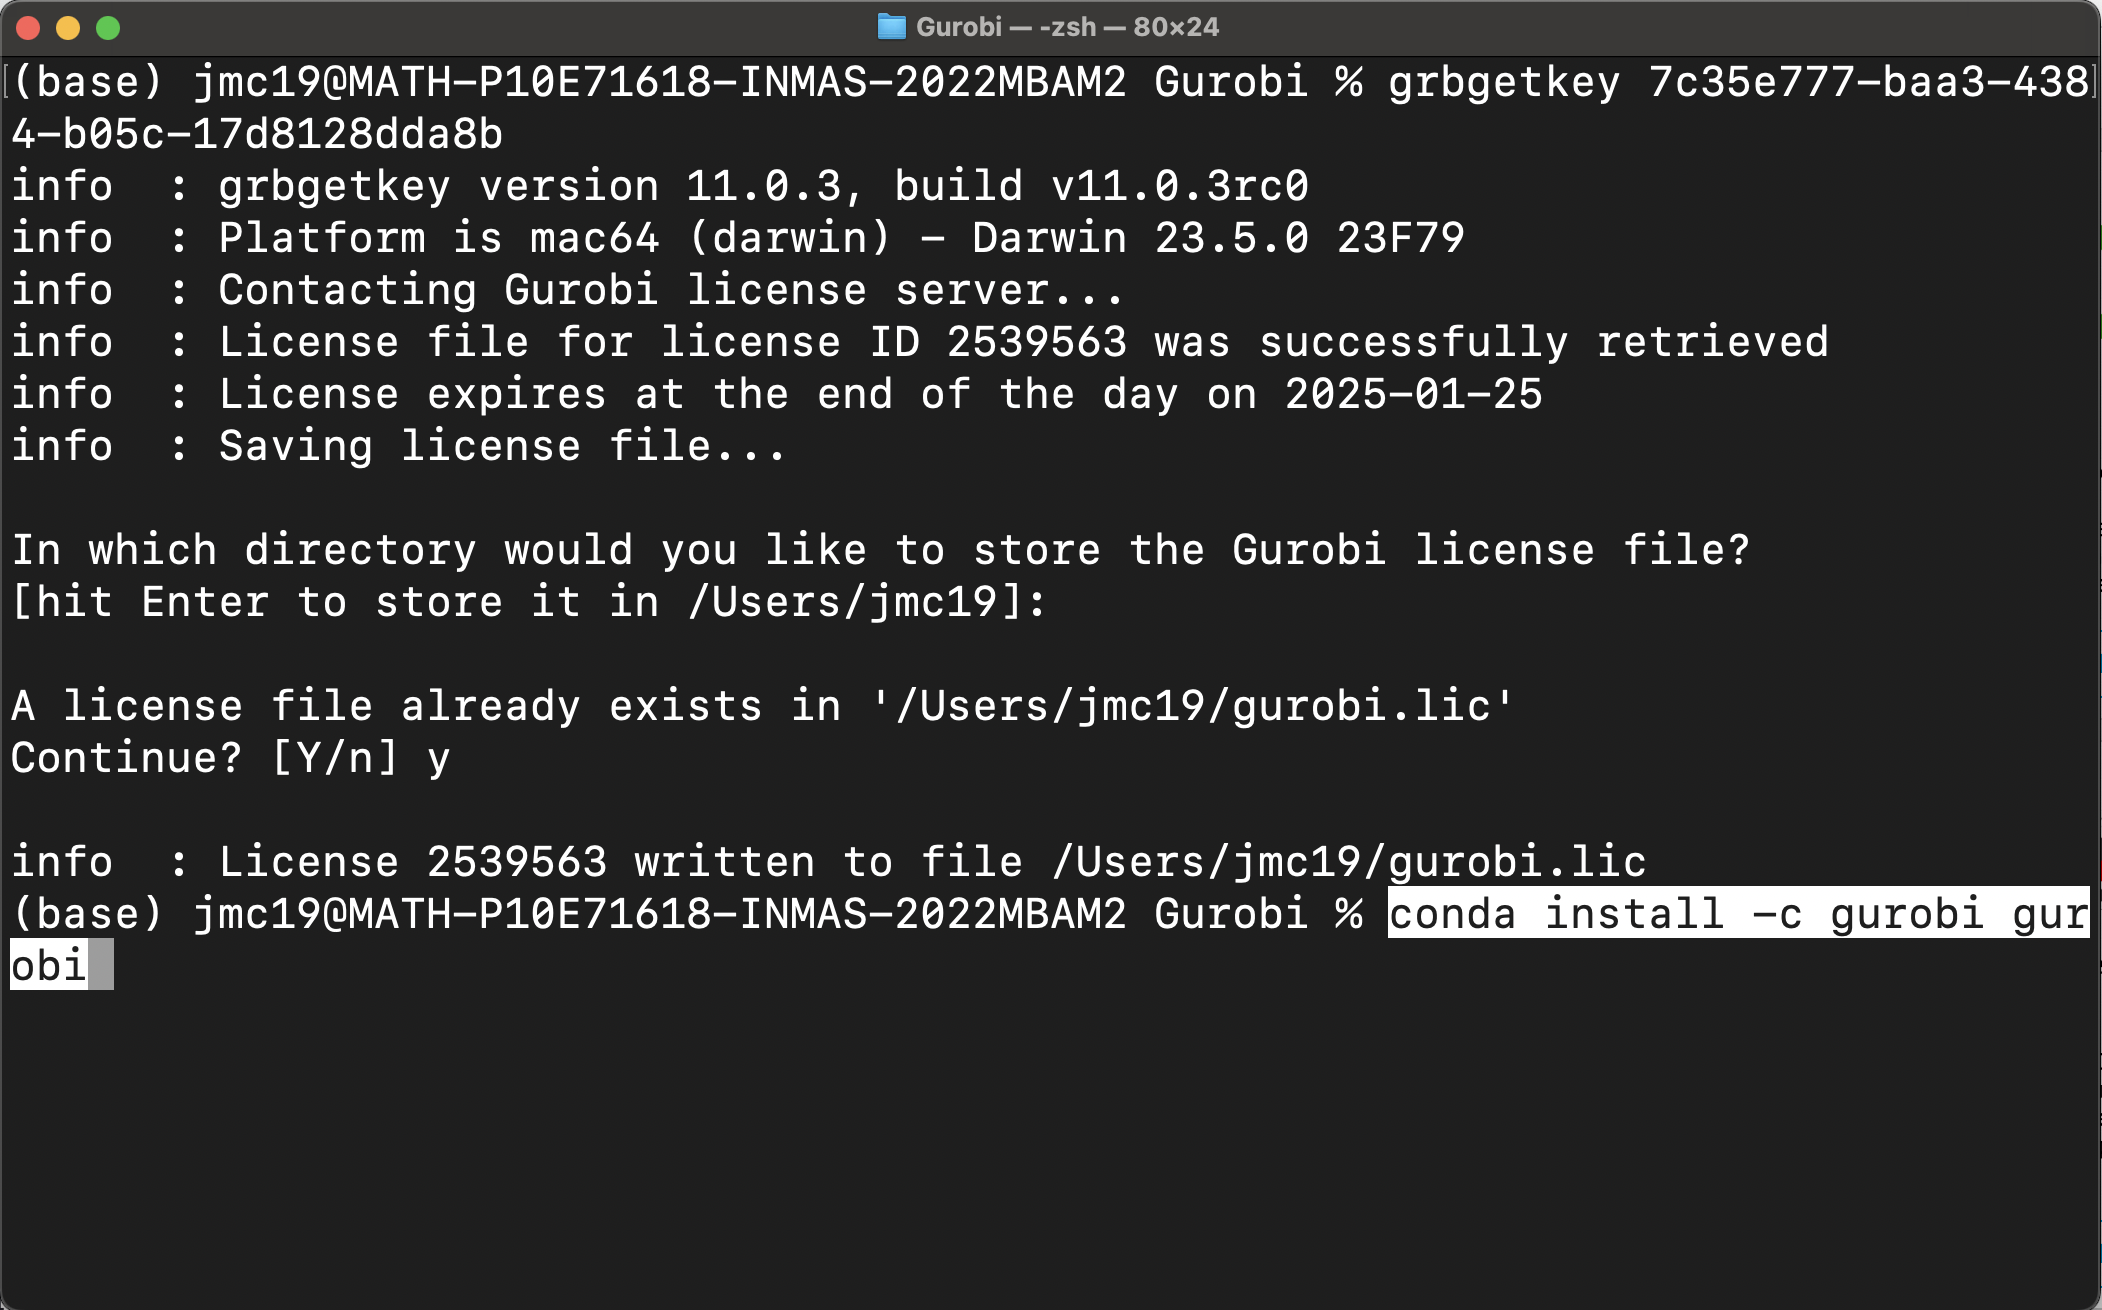 Gurobi — -zsh — 80×24
(base) jmc19@MATH-P10E71618-INMAS-2022MBAM2 Gurobi % grbgetkey 7c35e777-baa3-438
4-b05c-17d8128dda8b
info  : grbgetkey version 11.0.3, build v11.0.3rc0
info  : Platform is mac64 (darwin) - Darwin 23.5.0 23F79
info  : Contacting Gurobi license server...
info  : License file for license ID 2539563 was successfully retrieved
info  : License expires at the end of the day on 2025-01-25
info  : Saving license file...
In which directory would you like to store the Gurobi license file?
[hit Enter to store it in /Users/jmc19]:
A license file already exists in '/Users/jmc19/gurobi.lic'
Continue? [Y/n] y
info  : License 2539563 written to file /Users/jmc19/gurobi.lic
(base) jmc19@MATH-P10E71618-INMAS-2022MBAM2 Gurobi % conda install -c gurobi gur
obi